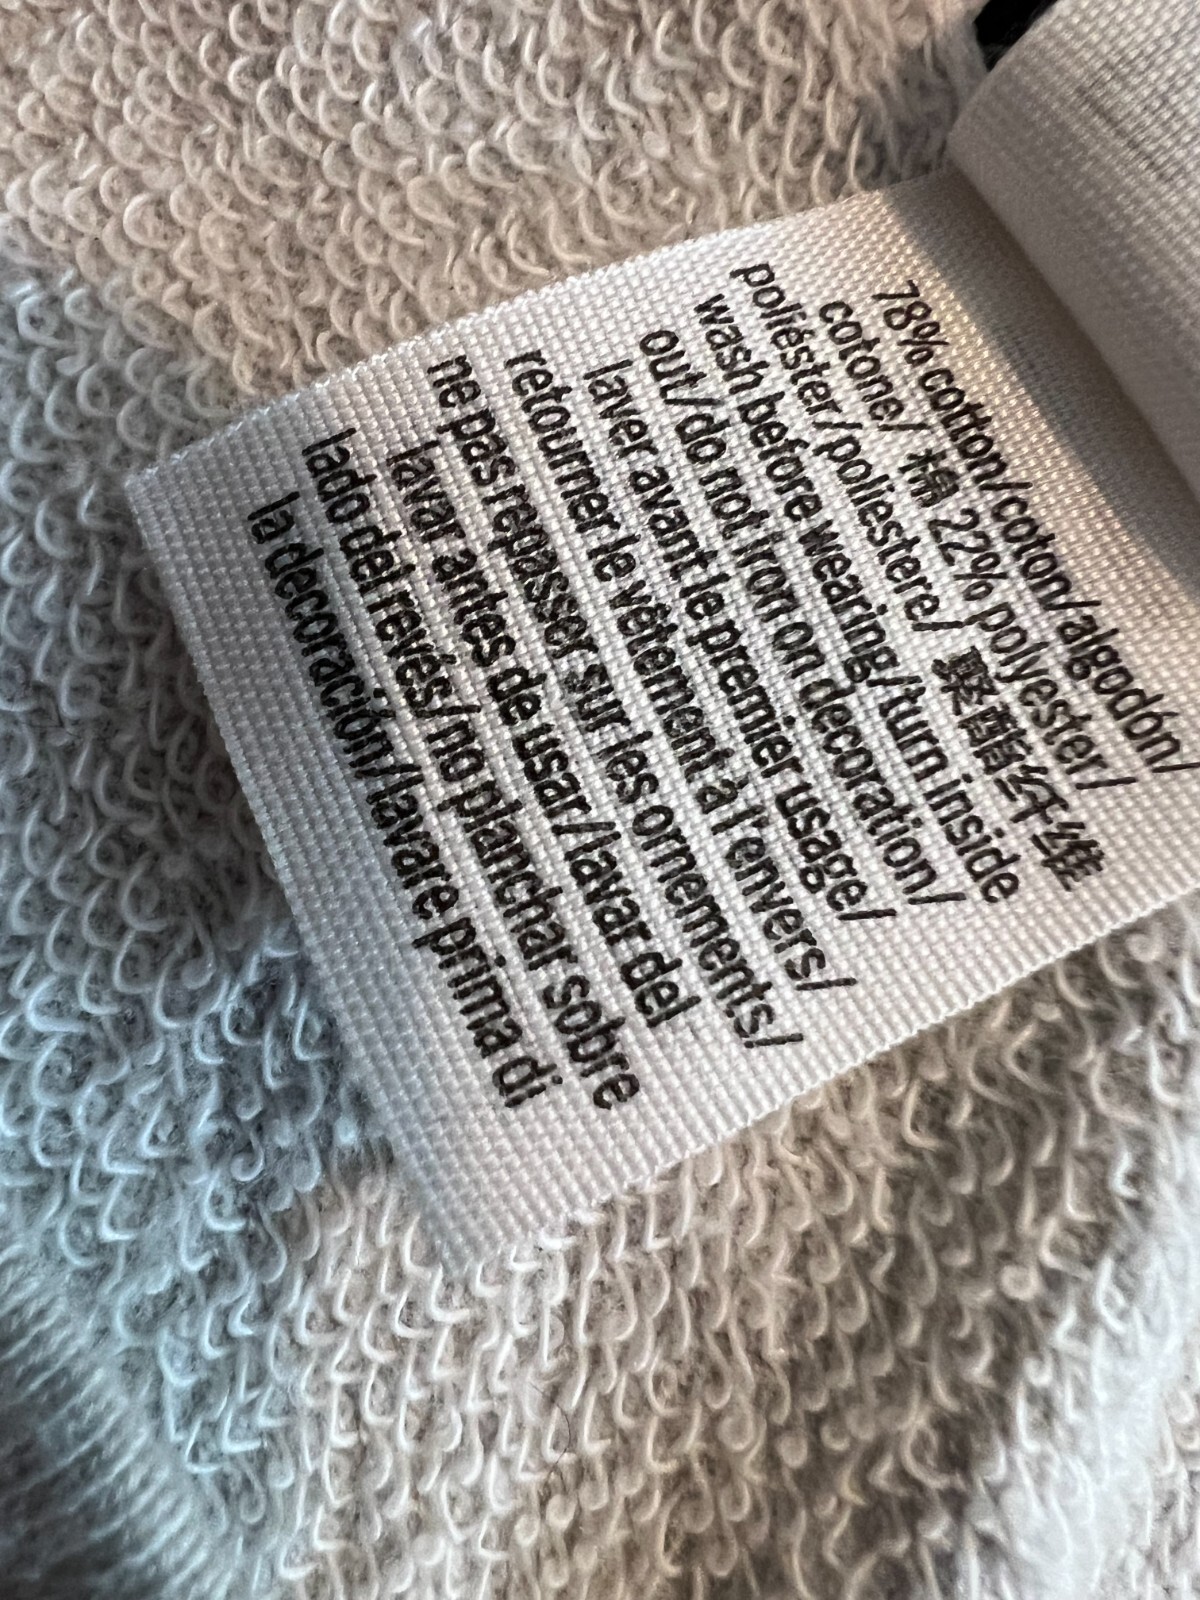 78% cotton/coton/algodón/
cotone/ 棉 22% polyester/
poliéster/poliestere/ 聚酯纤维
wash before wearing/turn inside
out/do not iron on decoration/
laver avant le premier usage/
retourner le vêtement à l'envers/
ne pas repasser sur les ornements/
lavar antes de usar/lavar del
lado del revés/no planchar sobre
la decoración/lavare prima di